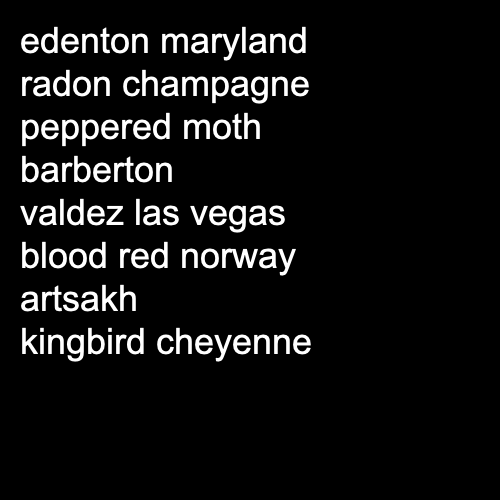 edenton maryland
radon champagne
peppered moth
barberton
valdez las vegas
blood red norway
artsakh
kingbird cheyenne